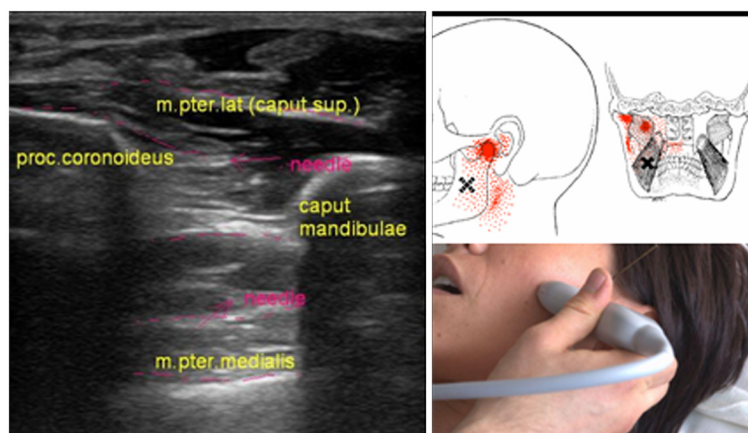 m.pter.lat (caput sup.)
proc.coronoideus
needle
caput
mandibulae
needle
m.pter.medialis